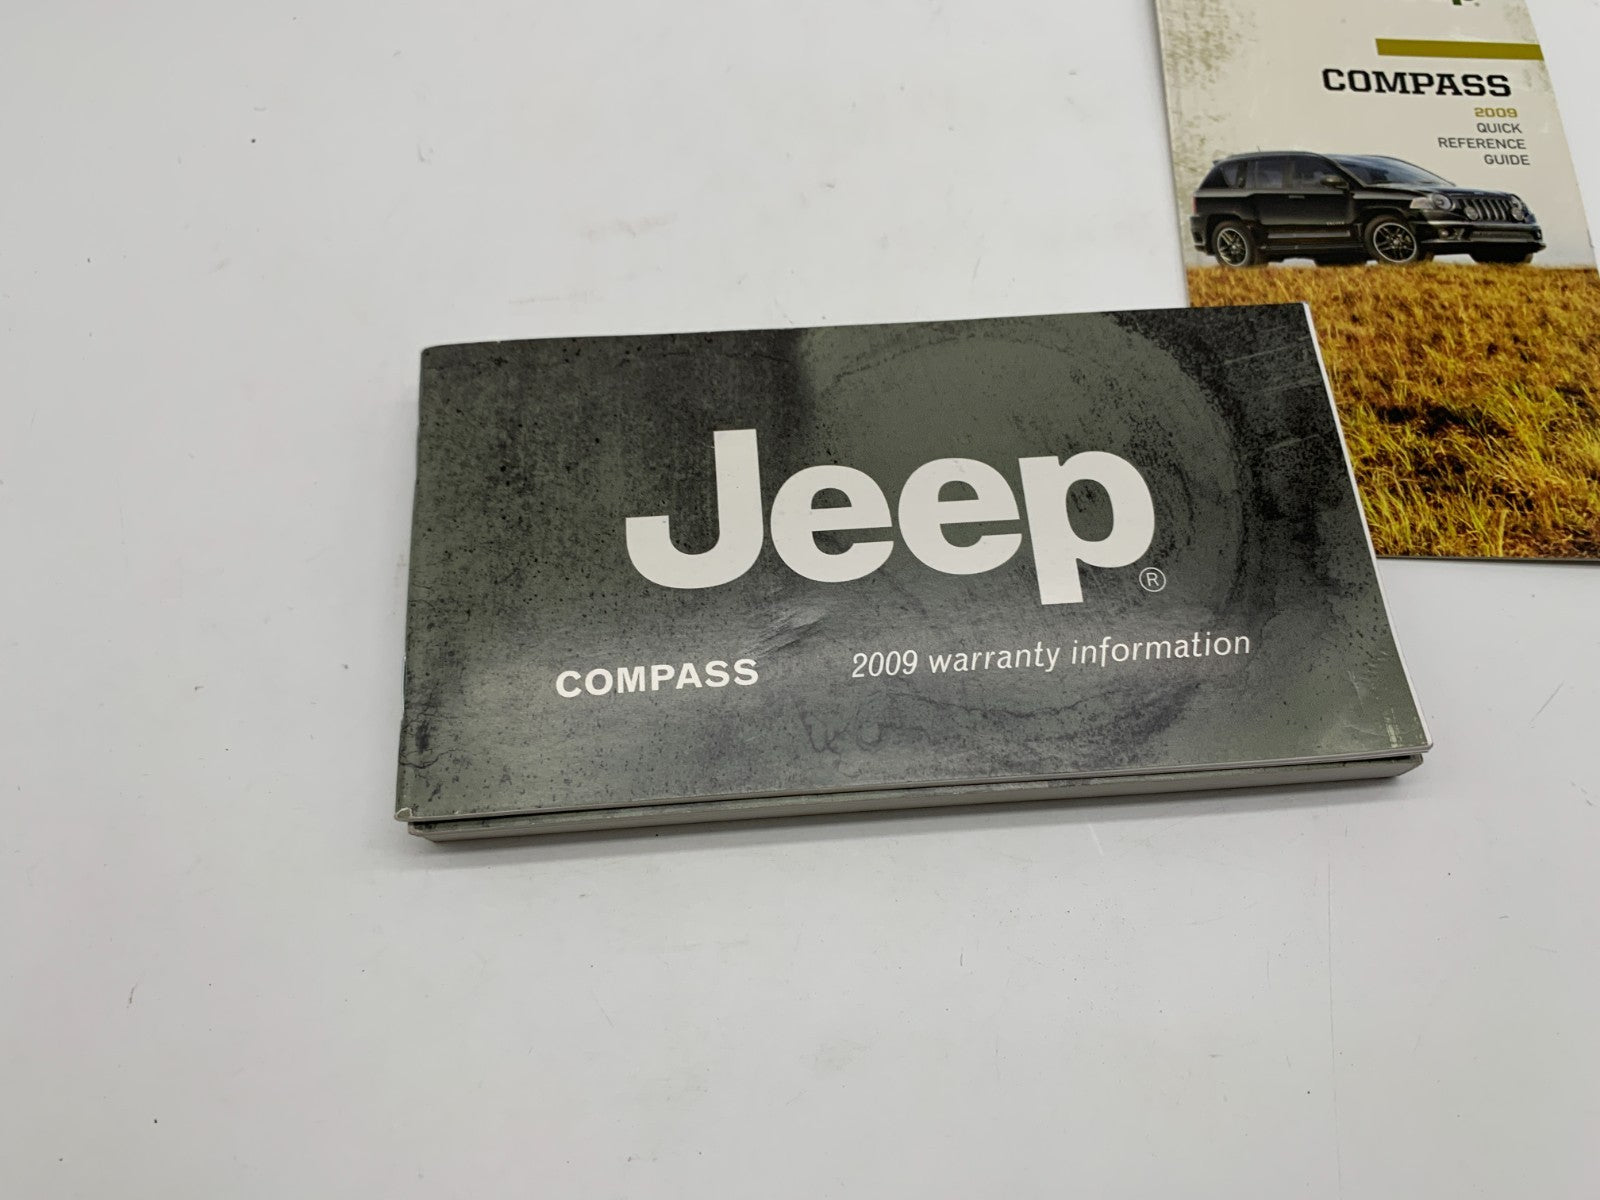 COMPASS
2009
QUICK
REFERENCE
GUIDE
Jeep®
COMPASS 2009 warranty information